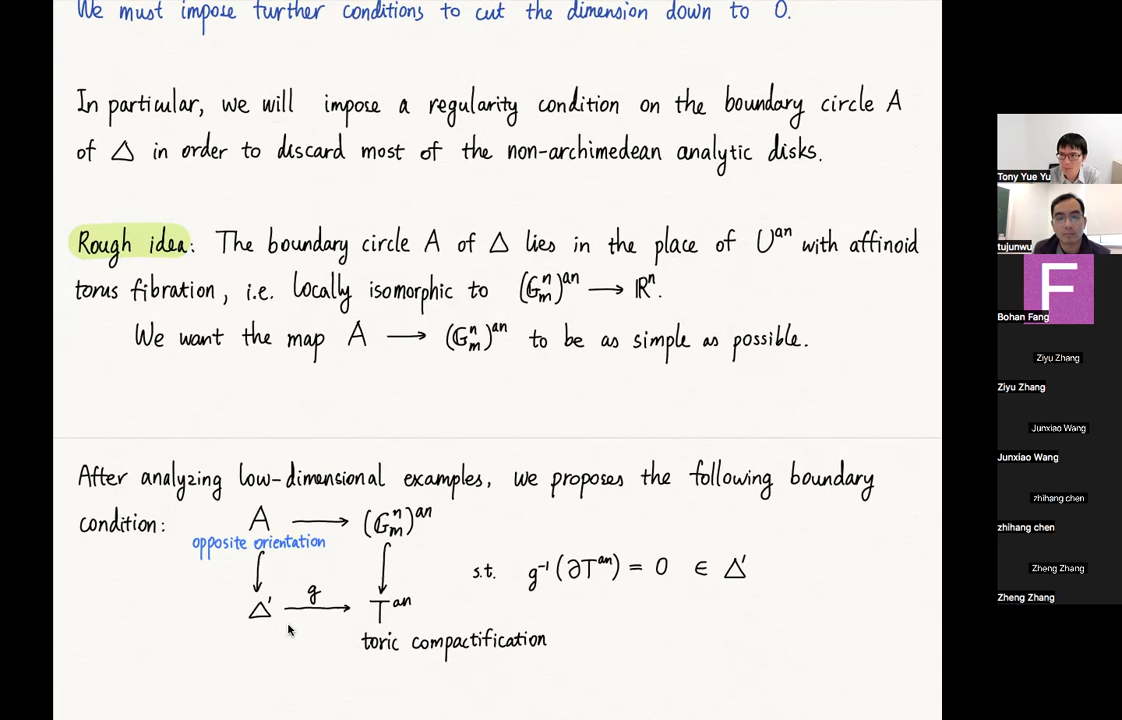 We must impose further conditions to cut the dimension down to 0.
In particular, we will impose a regularity condition on the boundary circle A
of Δ in order to discard most of the non-archimedean analytic disks.
Rough idea: The boundary circle A of Δ lies in the place of U^an with affinoid
torus fibration, i.e. locally isomorphic to (G_m^n)^an ⟶ R^n.
We want the map A ⟶ (G_m^n)^an to be as simple as possible.
After analyzing low-dimensional examples, we proposes the following boundary
condition: A ⟶ (G_m^n)^an
opposite orientation
s.t. g^-1(∂T^an) = 0 ∈ Δ'
g
Δ' ⟶ T^an
toric compactification
Tony Yue Yu
tujunwu
F
Bohan Fang
Ziyu Zhang
Ziyu Zhang
Junxiao Wang
Junxiao Wang
zhihang chen
zhihang chen
Zheng Zhang
Zheng Zhang